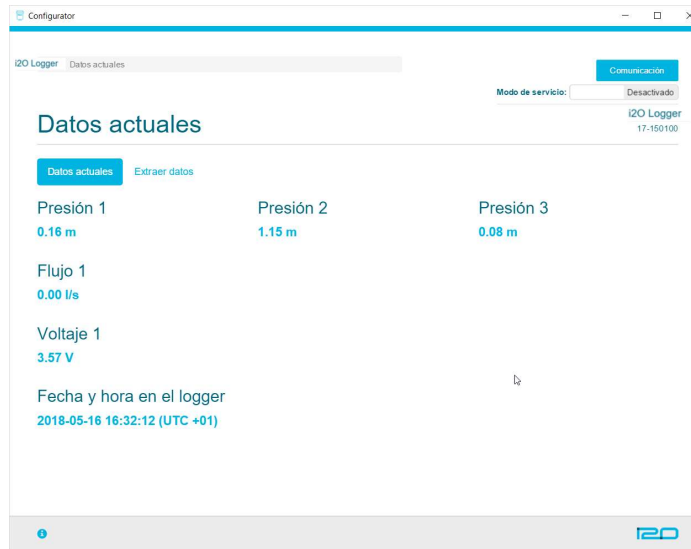 Configurator
i2O Logger Datos actuales
Comunicación
Modo de servicio: Desactivado
i2O Logger
17-150100
Datos actuales
Datos actuales Extraer datos
Presión 1 Presión 2 Presión 3
0.16 m 1.15 m 0.08 m
Flujo 1
0.00 l/s
Voltaje 1
3.57 V
Fecha y hora en el logger
2018-05-16 16:32:12 (UTC +01)
i2O